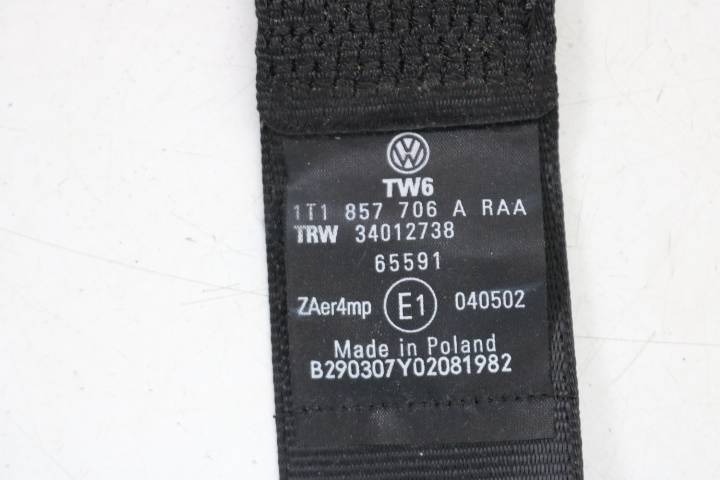 TW6
1T1 857 706 A RAA
TRW 34012738
65591
ZAer4mp E1 040502
Made in Poland
B290307Y02081982